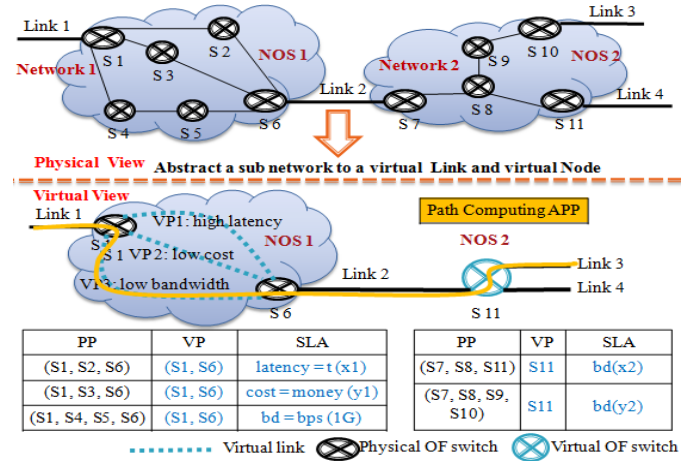 Link 1
S 1
S 2
S 3
NOS 1
Network 1
S 4
S 5
S 6
Link 2
Network 2
S 7
S 8
S 9
S 10
NOS 2
Link 3
Link 4
S 11
Physical View
Abstract a sub network to a virtual Link and virtual Node
Virtual View
Link 1
VP1: high latency
S 1
VP2: low cost
VP3: low bandwidth
NOS 1
S 6
Link 2
Path Computing APP
NOS 2
Link 3
Link 4
S 11
PP VP SLA
(S1, S2, S6) (S1, S6) latency = t (x1)
(S1, S3, S6) (S1, S6) cost = money (y1)
(S1, S4, S5, S6) (S1, S6) bd = bps (1G)
PP VP SLA
(S7, S8, S11) S11 bd(x2)
(S7, S8, S9, S10) S11 bd(y2)
Virtual link Physical OF switch Virtual OF switch